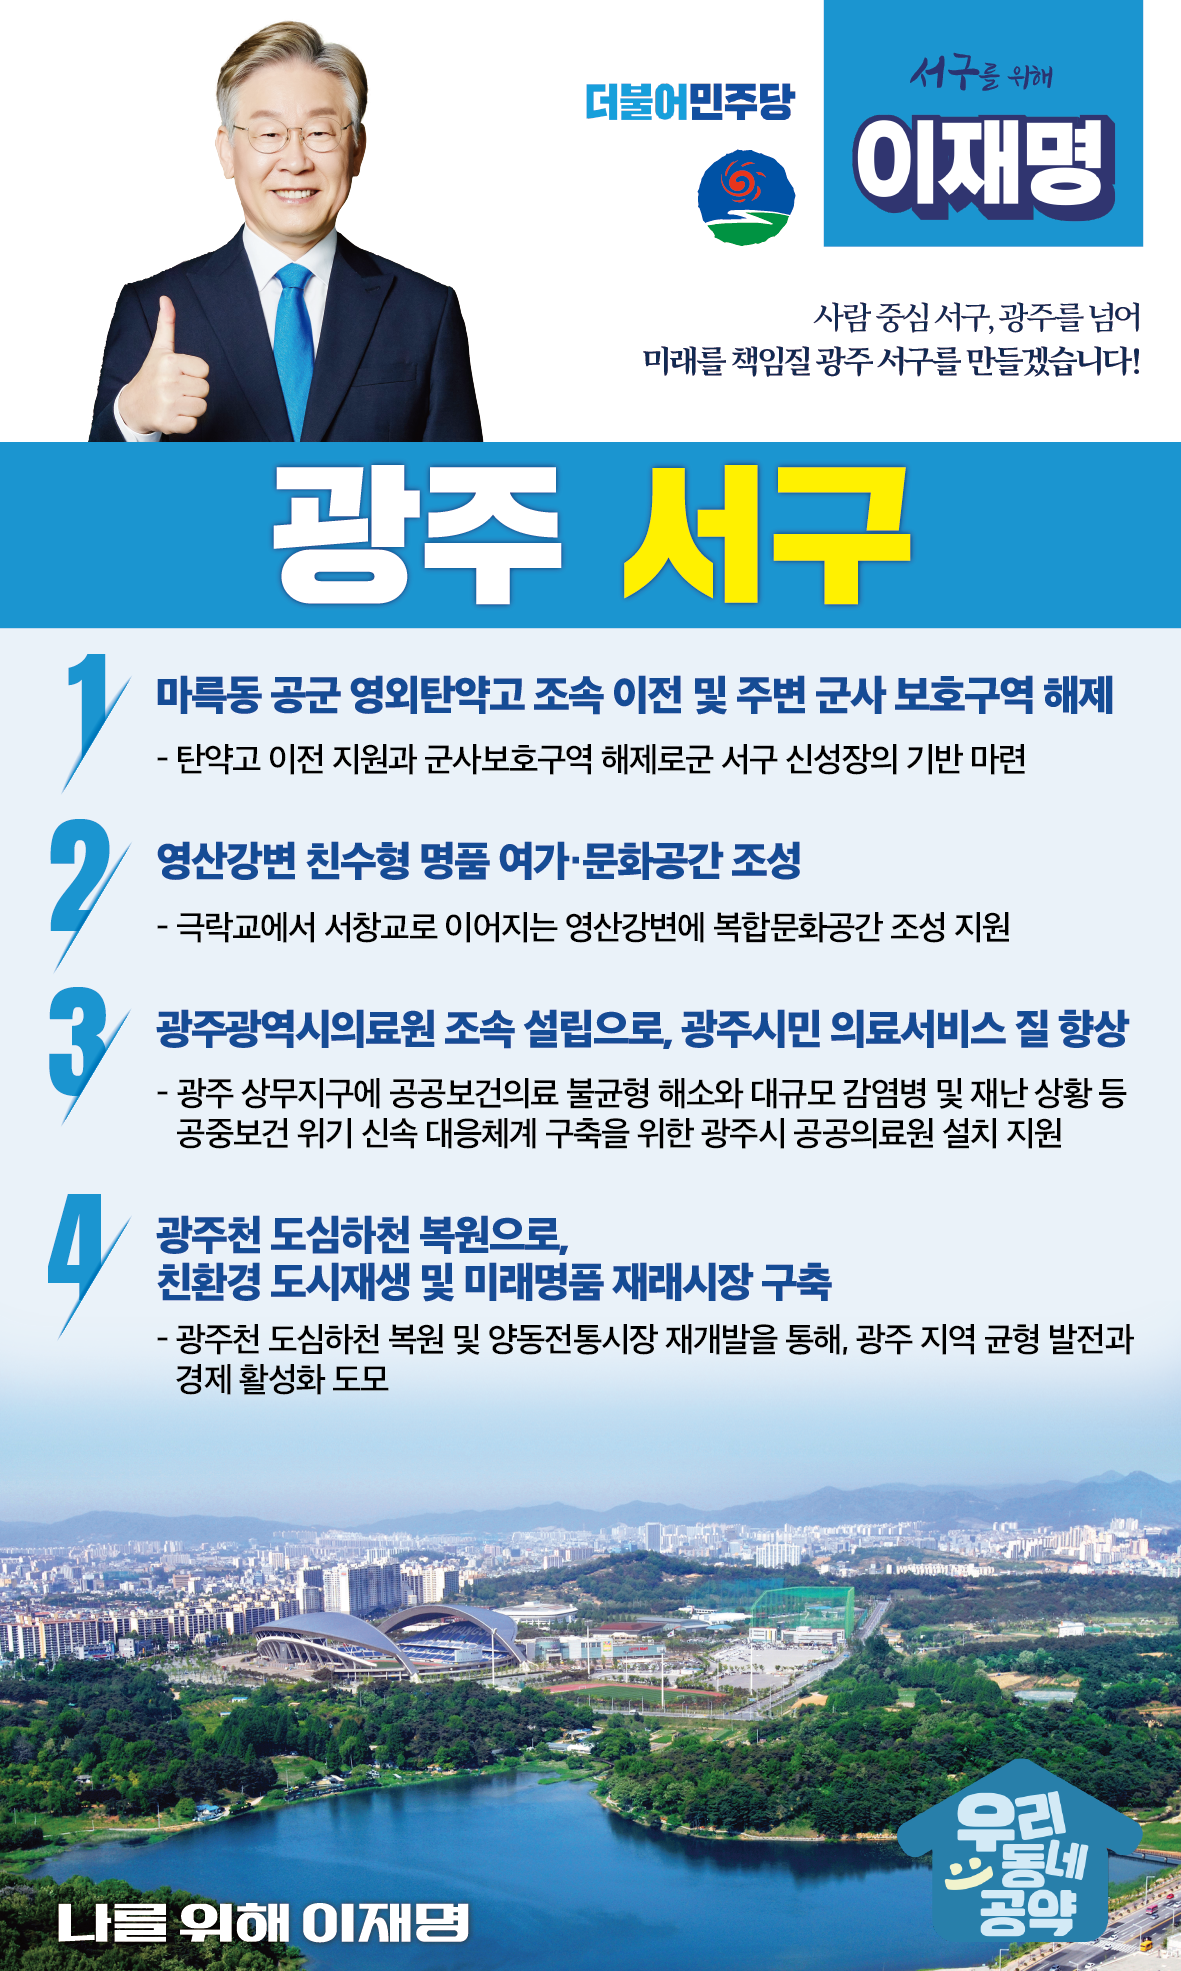 더불어민주당
서구를 위해
이재명
사람 중심 서구, 광주를 넘어
미래를 책임질 광주 서구를 만들겠습니다!
광주 서구
1 마륵동 공군 영외탄약고 조속 이전 및 주변 군사 보호구역 해제
- 탄약고 이전 지원과 군사보호구역 해제로군 서구 신성장의 기반 마련
2 영산강변 친수형 명품 여가·문화공간 조성
- 극락교에서 서창교로 이어지는 영산강변에 복합문화공간 조성 지원
3 광주광역시의료원 조속 설립으로, 광주시민 의료서비스 질 향상
- 광주 상무지구에 공공보건의료 불균형 해소와 대규모 감염병 및 재난 상황 등
공중보건 위기 신속 대응체계 구축을 위한 광주시 공공의료원 설치 지원
4 광주천 도심하천 복원으로,
친환경 도시재생 및 미래명품 재래시장 구축
- 광주천 도심하천 복원 및 양동전통시장 재개발을 통해, 광주 지역 균형 발전과
경제 활성화 도모
우리
동네
공약
나를 위해 이재명